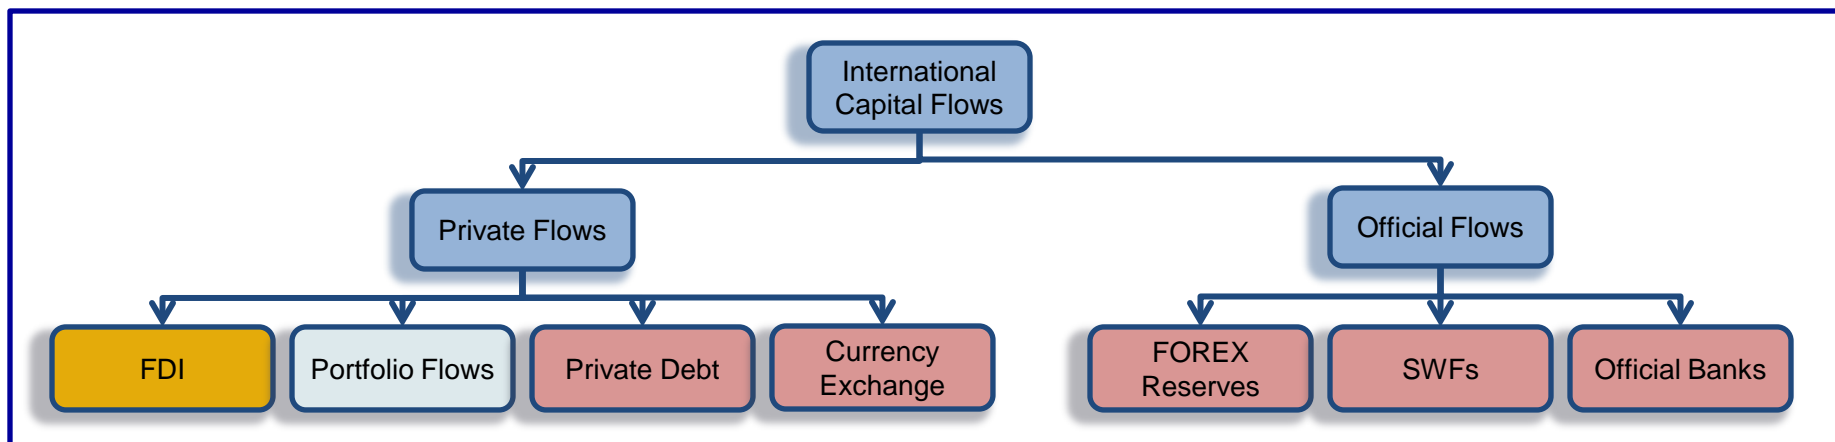 International
Capital Flows
Private Flows
Official Flows
FDI
Portfolio Flows
Private Debt
Currency
Exchange
FOREX
Reserves
SWFs
Official Banks